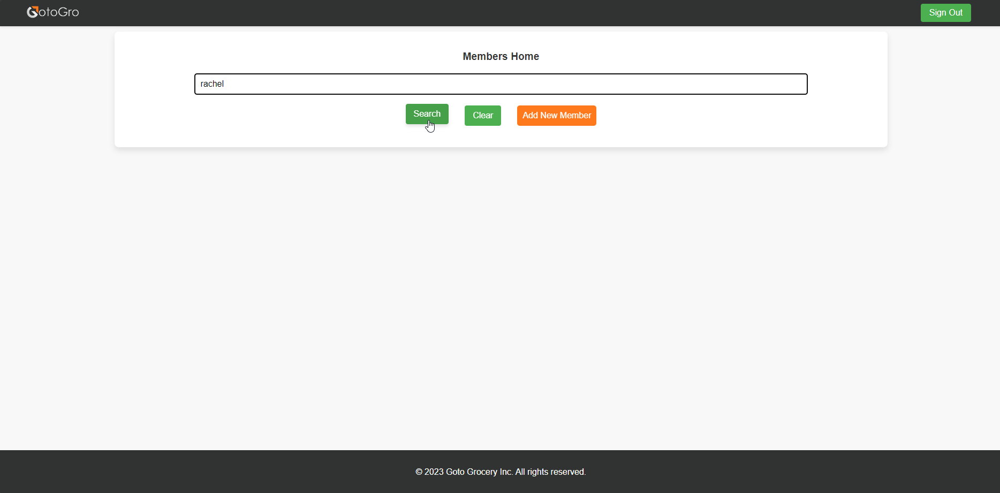 GotoGro
Sign Out
Members Home
rachel
Search
Clear
Add New Member
© 2023 Goto Grocery Inc. All rights reserved.